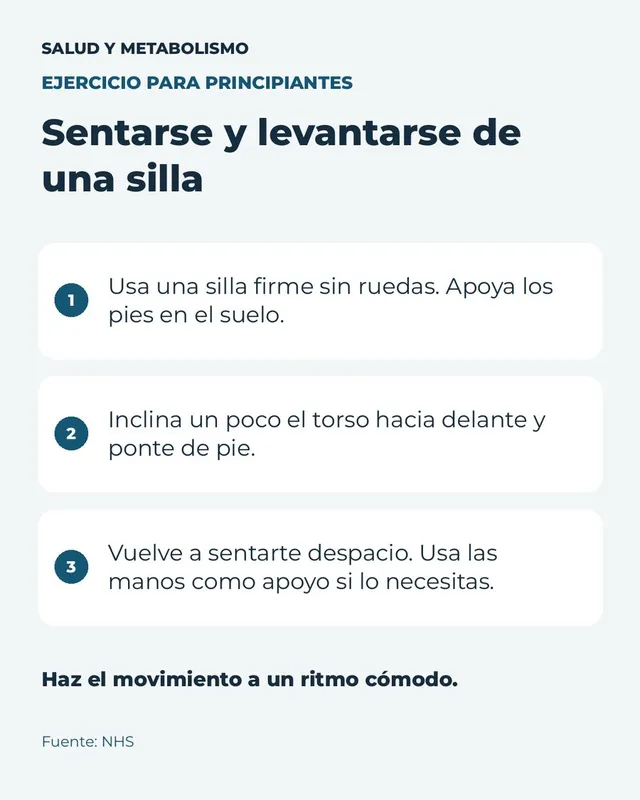 SALUD Y METABOLISMO
EJERCICIO PARA PRINCIPIANTES
Sentarse y levantarse de
una silla
1
Usa una silla firme sin ruedas. Apoya los
pies en el suelo.
2
Inclina un poco el torso hacia delante y
ponte de pie.
3
Vuelve a sentarte despacio. Usa las
manos como apoyo si lo necesitas.
Haz el movimiento a un ritmo cómodo.
Fuente: NHS